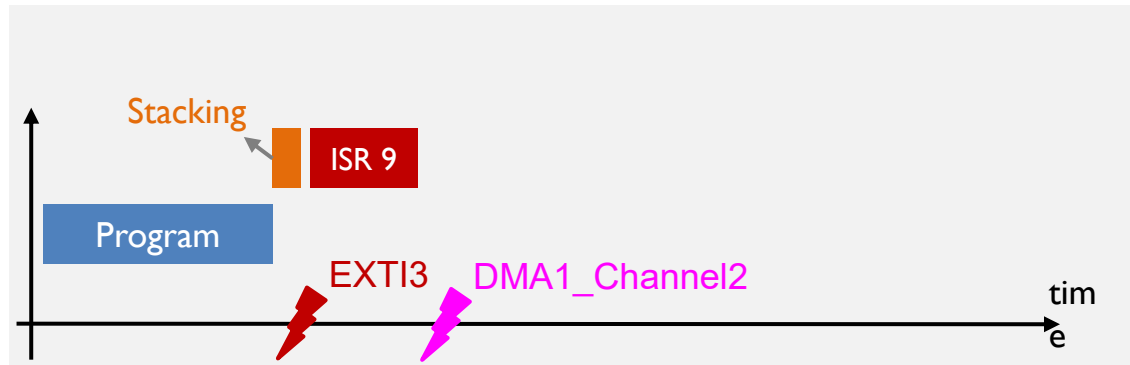 Stacking
ISR 9
Program
EXTI3
DMA1_Channel2
tim
e